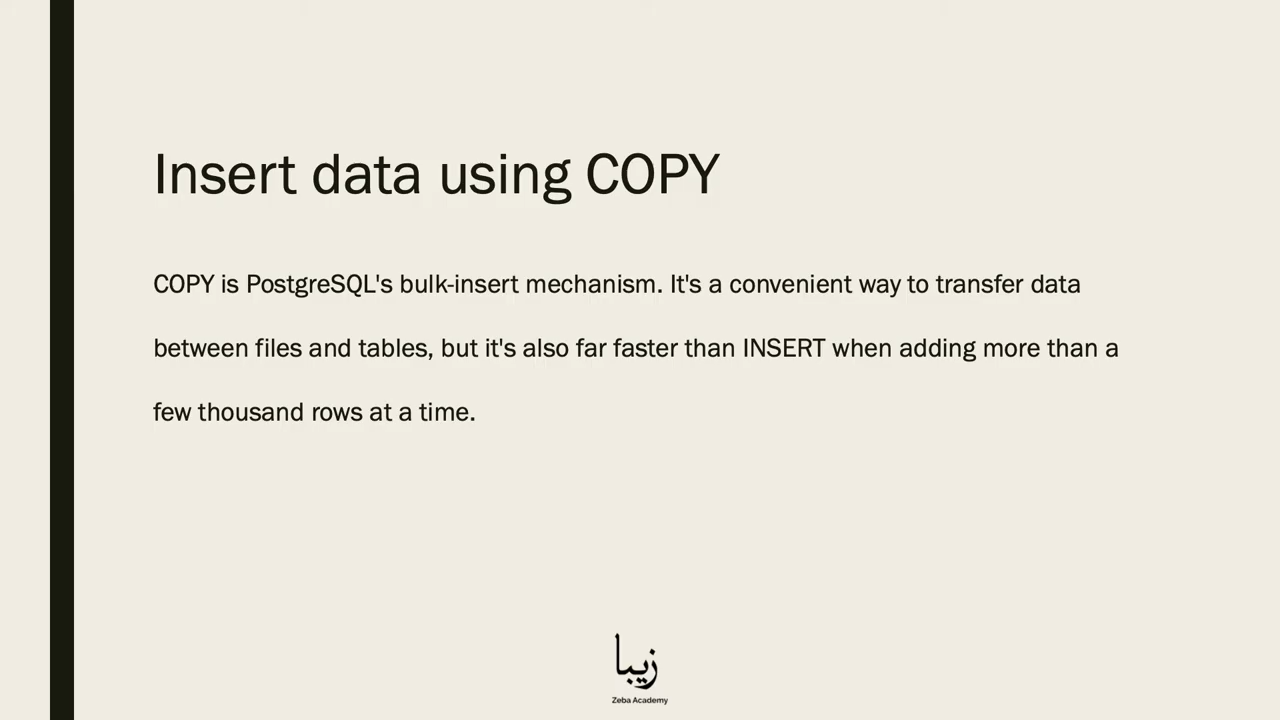 Insert data using COPY
COPY is PostgreSQL's bulk-insert mechanism. It's a convenient way to transfer data
between files and tables, but it's also far faster than INSERT when adding more than a
few thousand rows at a time.
زيبا
Zeba Academy